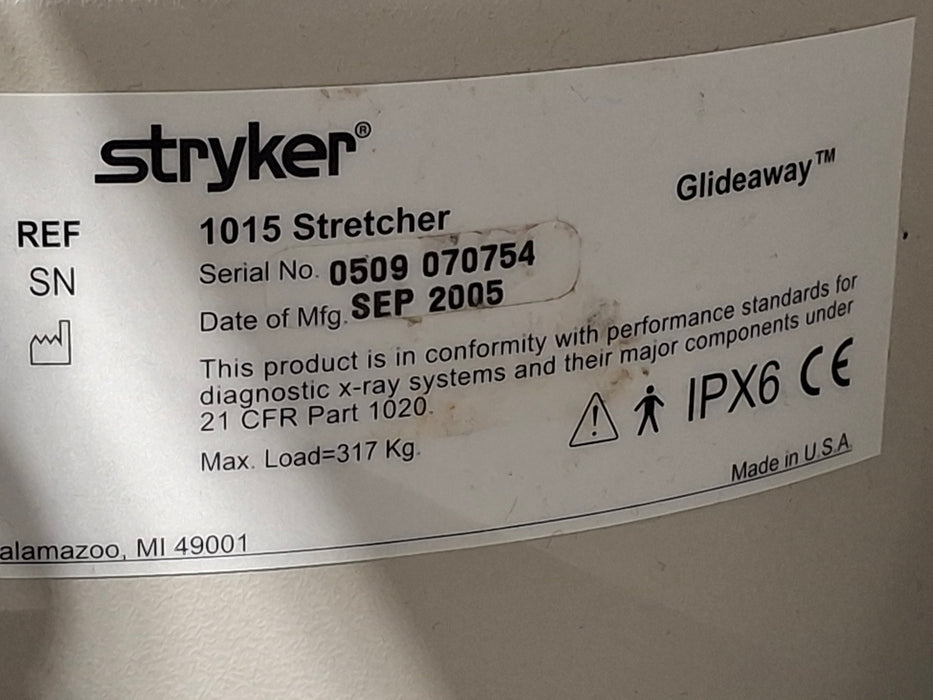 stryker®
Glideaway™
REF
1015 Stretcher
SN
Serial No. 0509 070754
Date of Mfg. SEP 2005
This product is in conformity with performance standards for
diagnostic x-ray systems and their major components under
21 CFR Part 1020.
IPX6 CE
Max. Load=317 Kg.
Made in U.S.A.
alamazoo, MI 49001